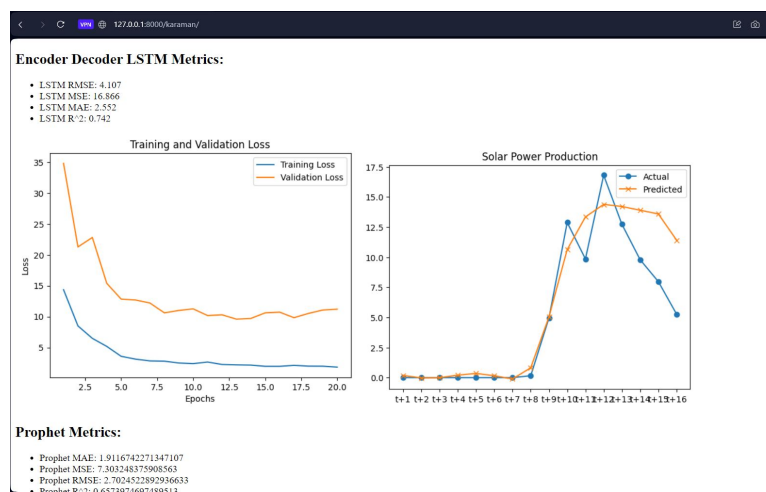 VPN 127.0.0.1:8000/karaman/
Encoder Decoder LSTM Metrics:
LSTM RMSE: 4.107
LSTM MSE: 16.866
LSTM MAE: 2.552
LSTM R^2: 0.742
Training and Validation Loss
Training Loss
Validation Loss
35
30
25
20
15
10
5
Loss
2.5 5.0 7.5 10.0 12.5 15.0 17.5 20.0
Epochs
Solar Power Production
Actual
Predicted
17.5
15.0
12.5
10.0
7.5
5.0
2.5
0.0
t+1 t+2 t+3 t+4 t+5 t+6 t+7 t+8 t+9 t+10 t+11 t+12 t+13 t+14 t+15 t+16
Prophet Metrics:
Prophet MAE: 1.9116742271347107
Prophet MSE: 7.303248375908563
Prophet RMSE: 2.7024522892936633
Prophet R^2: 0.6573974697489513